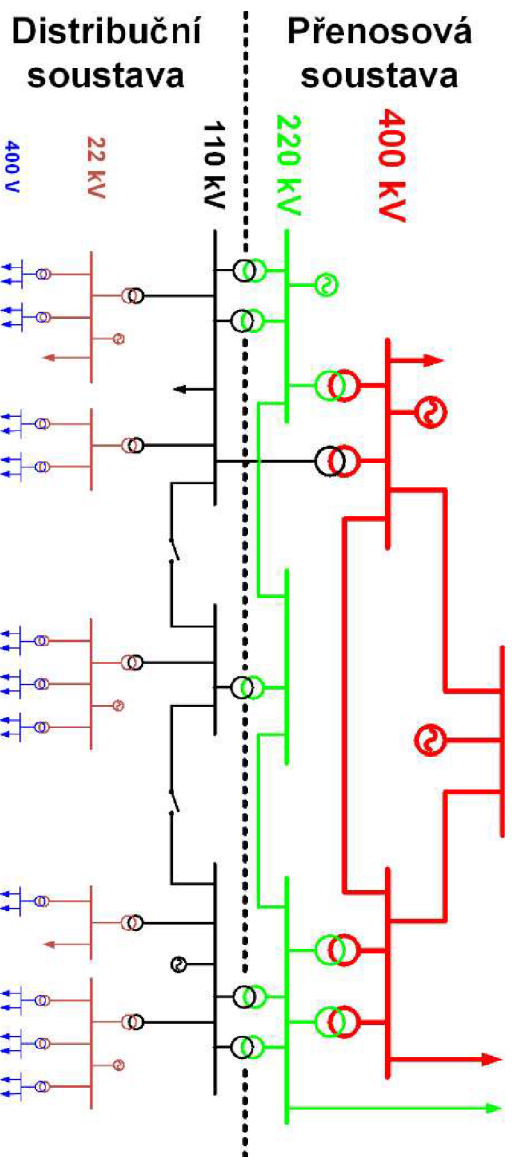 Distribuční
soustava
Přenosová
soustava
400 kV
220 kV
110 kV
22 kV
400 V